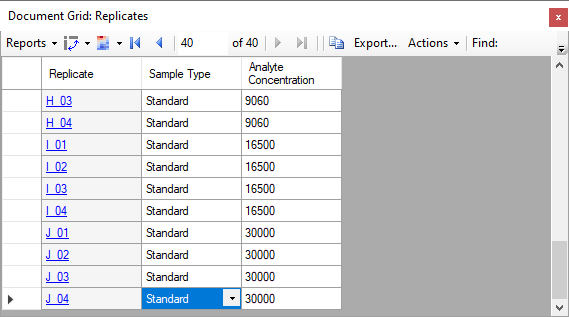 Document Grid: Replicates
x
Reports 40 of 40 Export... Actions Find:
Replicate Sample Type Analyte Concentration
H_03 Standard 9060
H_04 Standard 9060
I_01 Standard 16500
I_02 Standard 16500
I_03 Standard 16500
I_04 Standard 16500
J_01 Standard 30000
J_02 Standard 30000
J_03 Standard 30000
J_04 Standard 30000